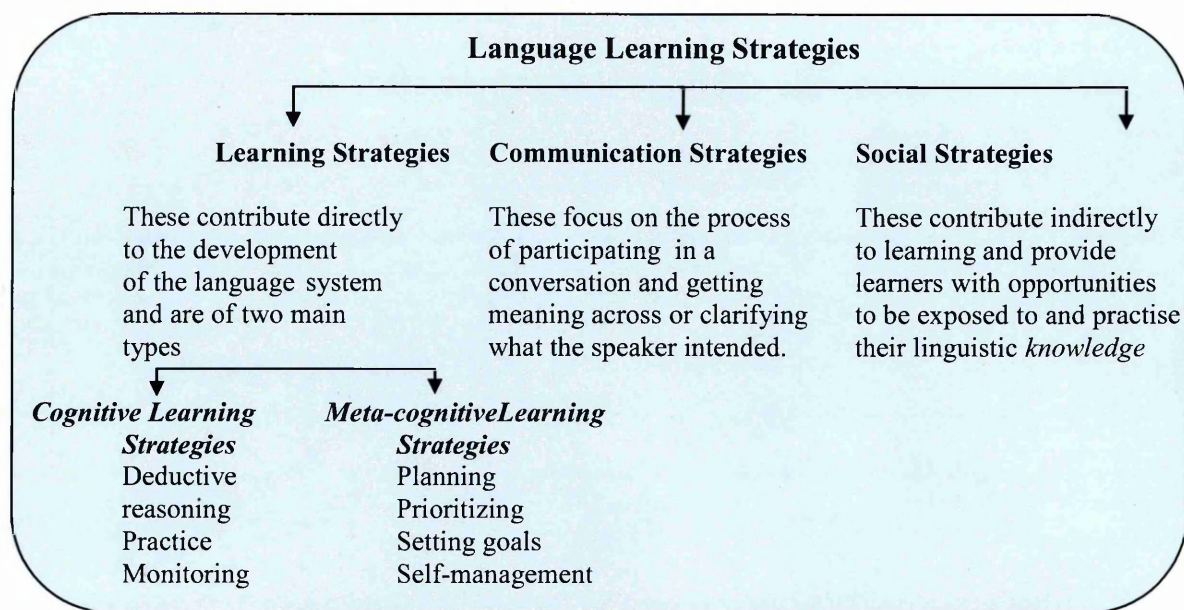 Language Learning Strategies
Learning Strategies
These contribute directly
to the development
of the language system
and are of two main
types
Communication Strategies
These focus on the process
of participating in a
conversation and getting
meaning across or clarifying
what the speaker intended.
Social Strategies
These contribute indirectly
to learning and provide
learners with opportunities
to be exposed to and practise
their linguistic knowledge
Cognitive Learning
Strategies
Deductive
reasoning
Practice
Monitoring
Meta-cognitiveLearning
Strategies
Planning
Prioritizing
Setting goals
Self-management